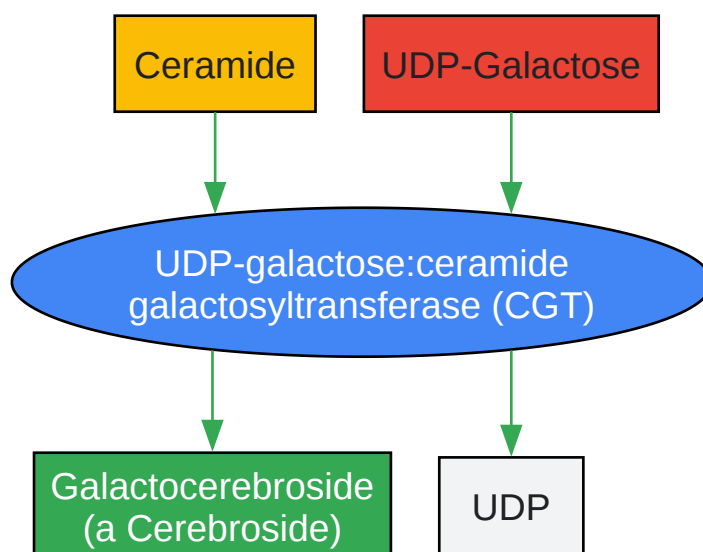 Ceramide
UDP-Galactose
UDP-galactose:ceramide
galactosyltransferase (CGT)
Galactocerebroside
(a Cerebroside)
UDP